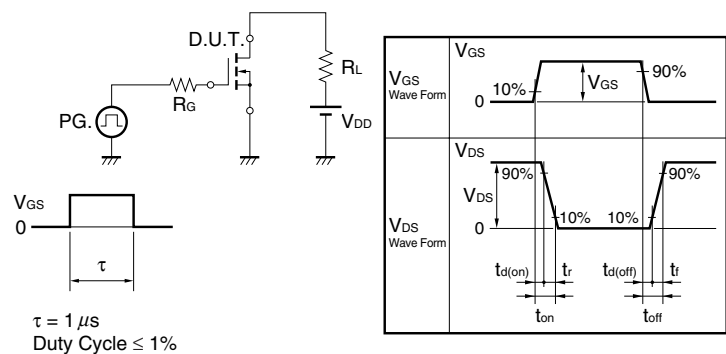 D.U.T.
RL
RG
PG.
VDD
VGS
0
τ
τ = 1 μs
Duty Cycle ≤ 1%
VGS
Wave Form
VGS
10%
VGS
90%
0
VDS
Wave Form
VDS
90%
90%
VDS
10%
10%
0
td(on)
tr
td(off)
tf
ton
toff